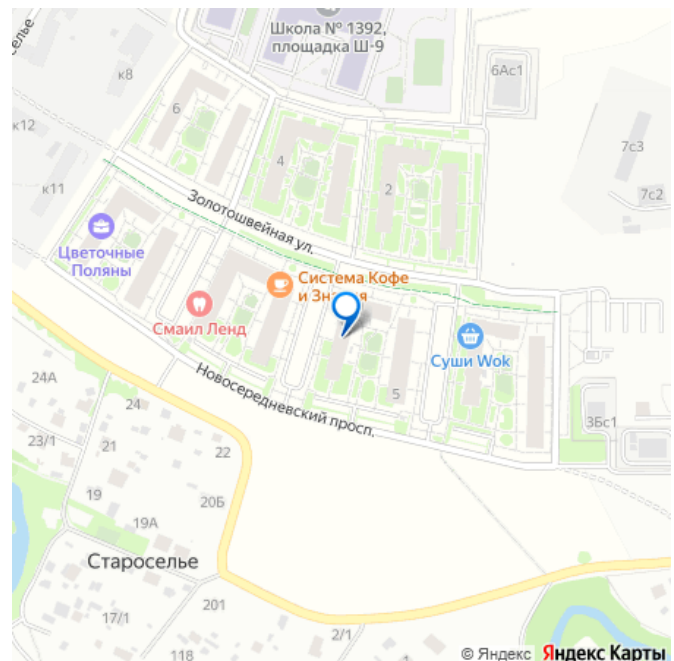 Школа № 1392,
площадка Ш-9
селье
6Ас1
к8
6
к12
7с3
4
2
7с2
к11
Золотошвейная ул.
Цветочные
Поляны
Система Кофе
и Зна
я
Смаил Ленд
Суши Wok
24А
Новосередневский просп.
5
24
3Бс1
23/1
21
22
19
20Б
19А
Староселье
201
17/1
2/1
118
© Яндекс Яндекс Карты